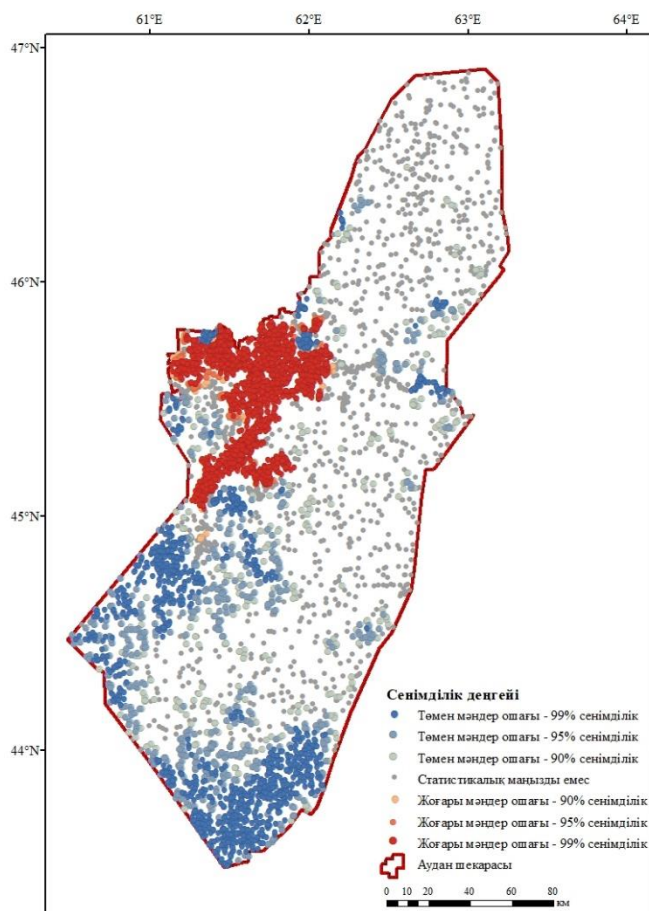 61°E 62°E 63°E 64°E
47°N
46°N
45°N
44°N
Сенімділік деңгейі
Төмен мәндер ошағы - 99% сенімділік
Төмен мәндер ошағы - 95% сенімділік
Төмен мәндер ошағы - 90% сенімділік
Статистикалық маңызды емес
Жоғары мәндер ошағы - 90% сенімділік
Жоғары мәндер ошағы - 95% сенімділік
Жоғары мәндер ошағы - 99% сенімділік
Аудан шекарасы
0 10 20 40 60 80
км